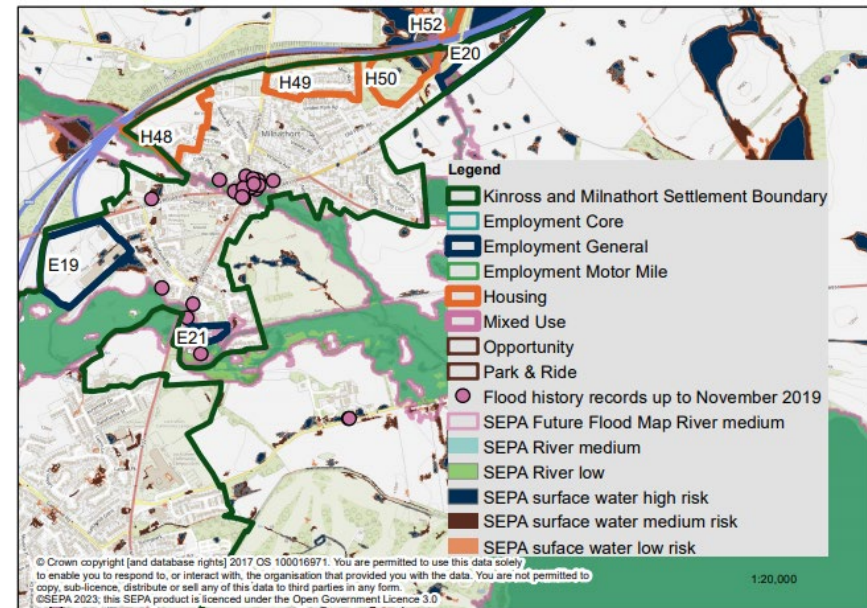 H52
E20
H49
H50
H48
Milnathort
E19
E21
Legend
Kinross and Milnathort Settlement Boundary
Employment Core
Employment General
Employment Motor Mile
Housing
Mixed Use
Opportunity
Park & Ride
Flood history records up to November 2019
SEPA Future Flood Map River medium
SEPA River medium
SEPA River low
SEPA surface water high risk
SEPA surface water medium risk
SEPA suface water low risk
© Crown copyright [and database rights] 2017 OS 100016971. You are permitted to use this data solely
to enable you to respond to, or interact with, the organisation that provided you with the data. You are not permitted to
copy, sub-licence, distribute or sell any of this data to third parties in any form.
©SEPA 2023; this SEPA product is licenced under the Open Government Licence 3.0
1:20,000